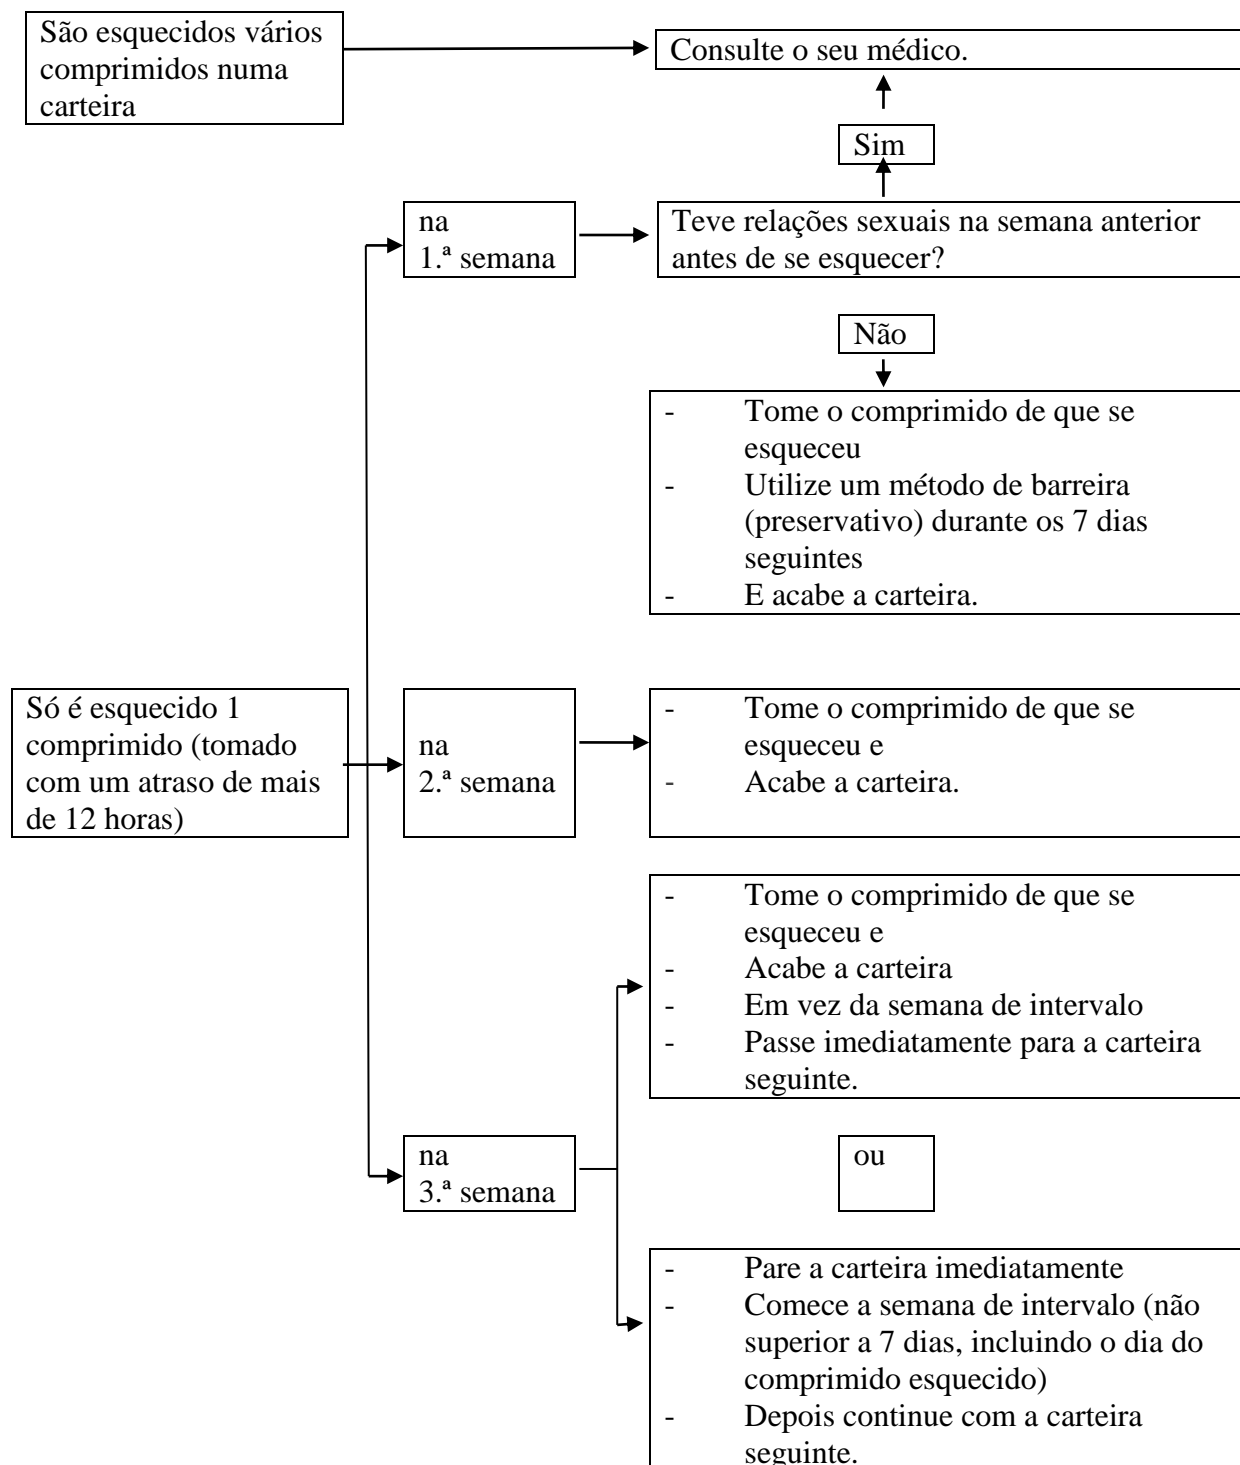 São esquecidos vários
comprimidos numa
carteira
Consulte o seu médico.
Sim
na
1.ª semana
Teve relações sexuais na semana anterior
antes de se esquecer?
Não
- Tome o comprimido de que se
esqueceu
- Utilize um método de barreira
(preservativo) durante os 7 dias
seguintes
- E acabe a carteira.
Só é esquecido 1
comprimido (tomado
com um atraso de mais
de 12 horas)
na
2.ª semana
- Tome o comprimido de que se
esqueceu e
- Acabe a carteira.
- Tome o comprimido de que se
esqueceu e
- Acabe a carteira
- Em vez da semana de intervalo
- Passe imediatamente para a carteira
seguinte.
na
3.ª semana
ou
- Pare a carteira imediatamente
- Comece a semana de intervalo (não
superior a 7 dias, incluindo o dia do
comprimido esquecido)
- Depois continue com a carteira
seguinte.